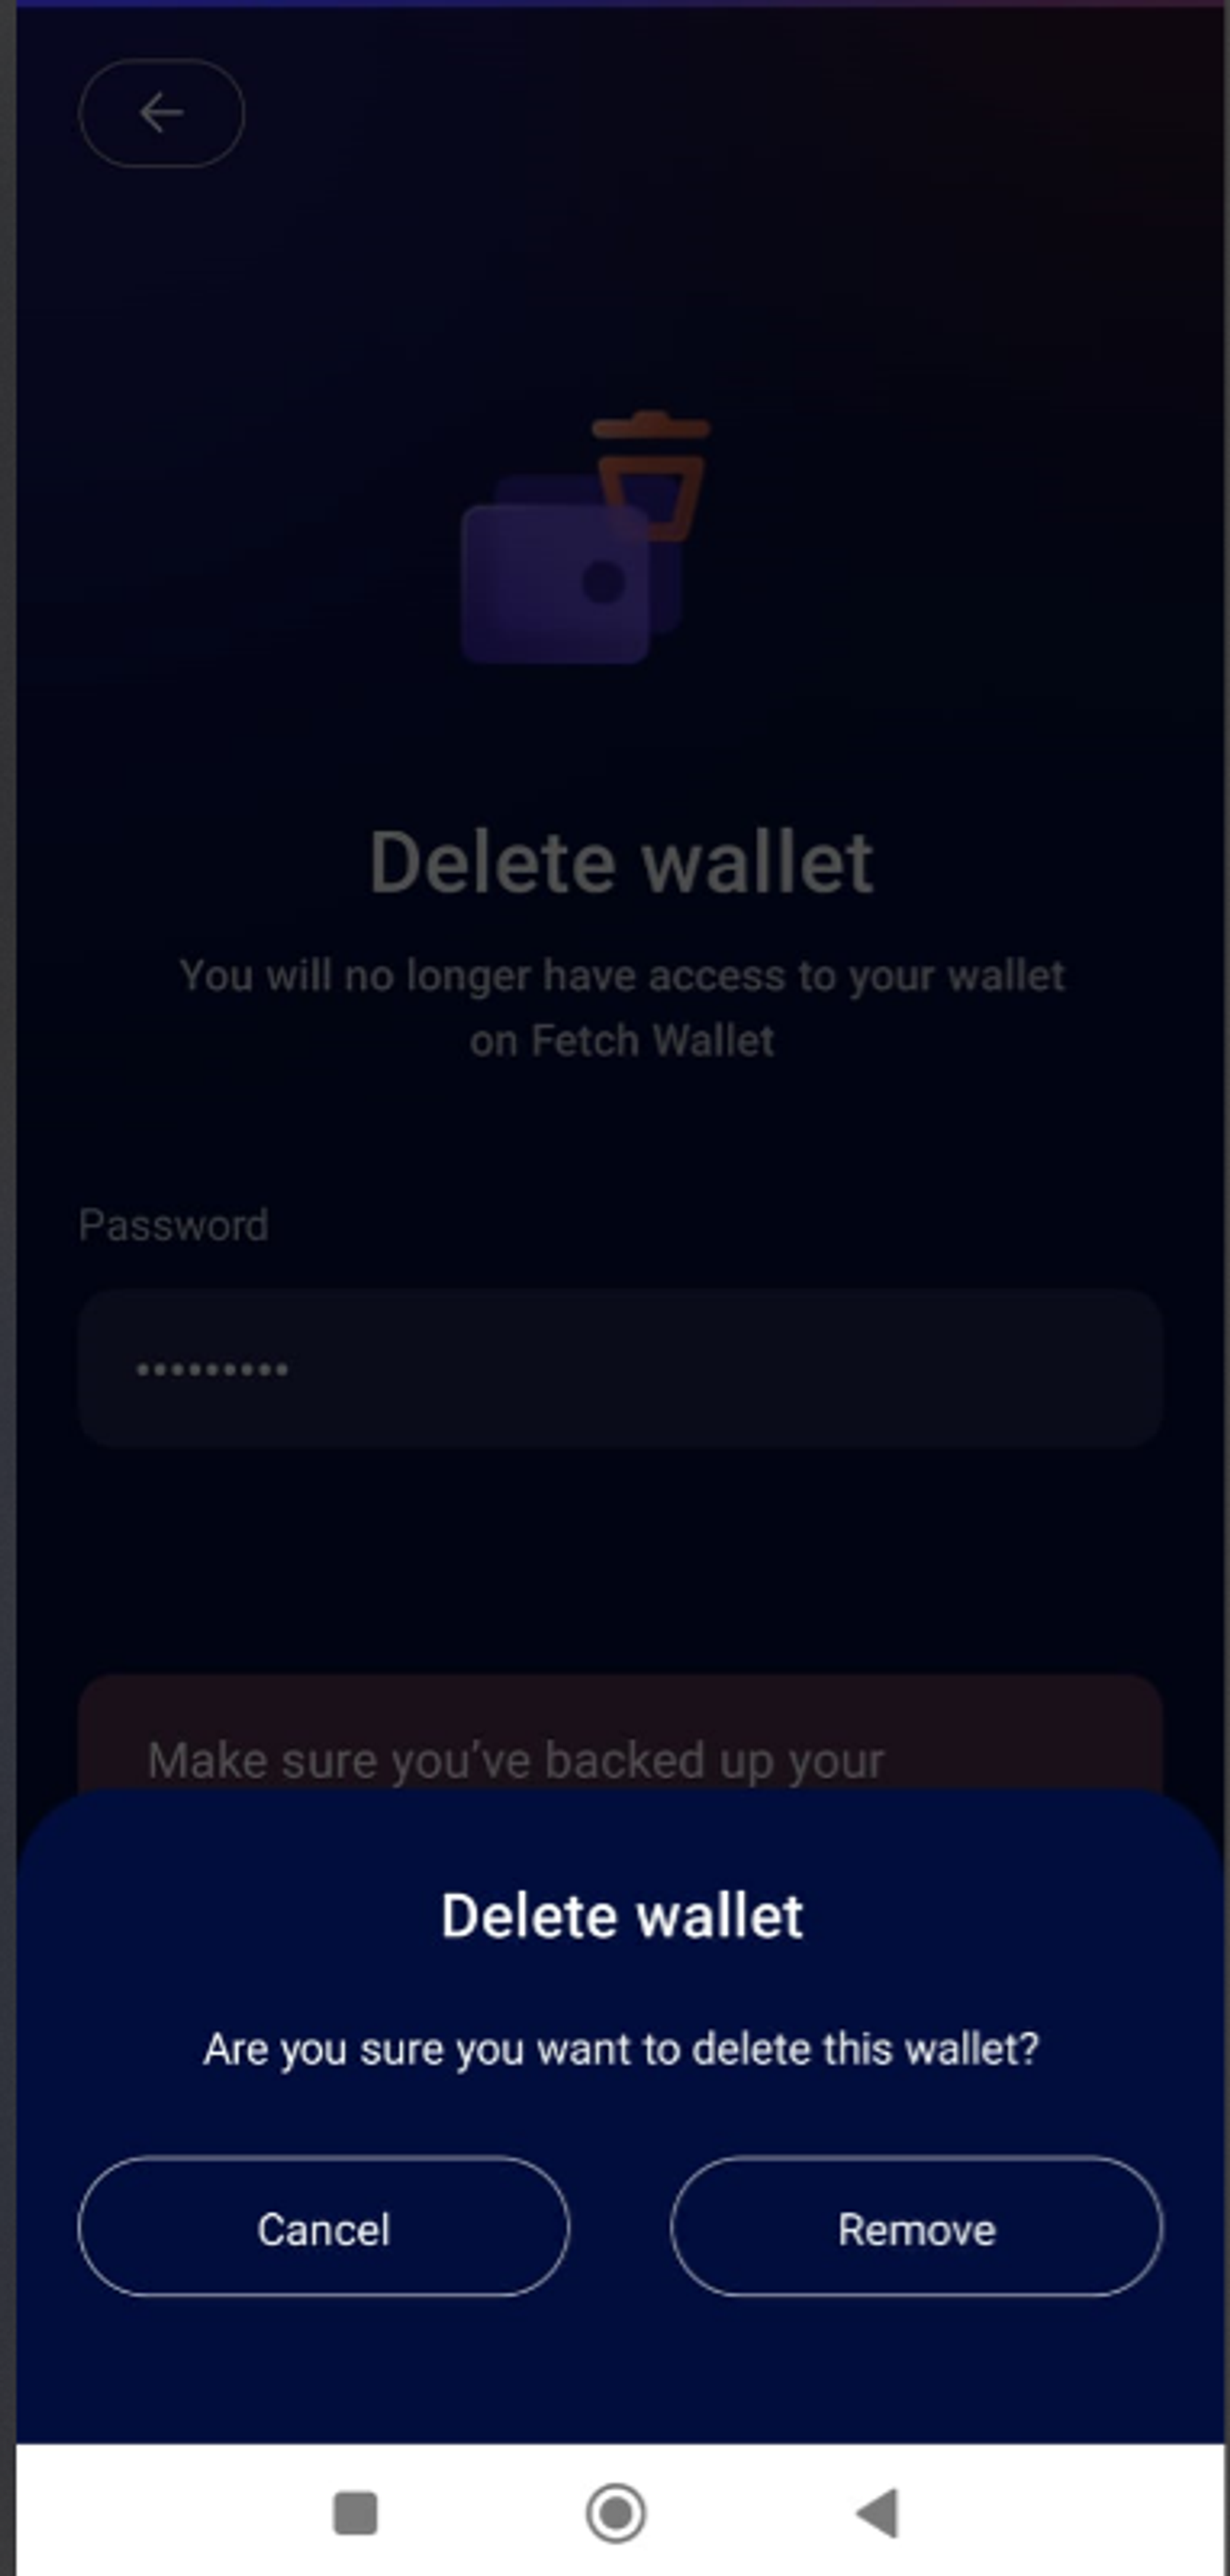 Delete wallet
You will no longer have access to your wallet
on Fetch Wallet
Password
•••••••••
Make sure you’ve backed up your
Delete wallet
Are you sure you want to delete this wallet?
Cancel
Remove